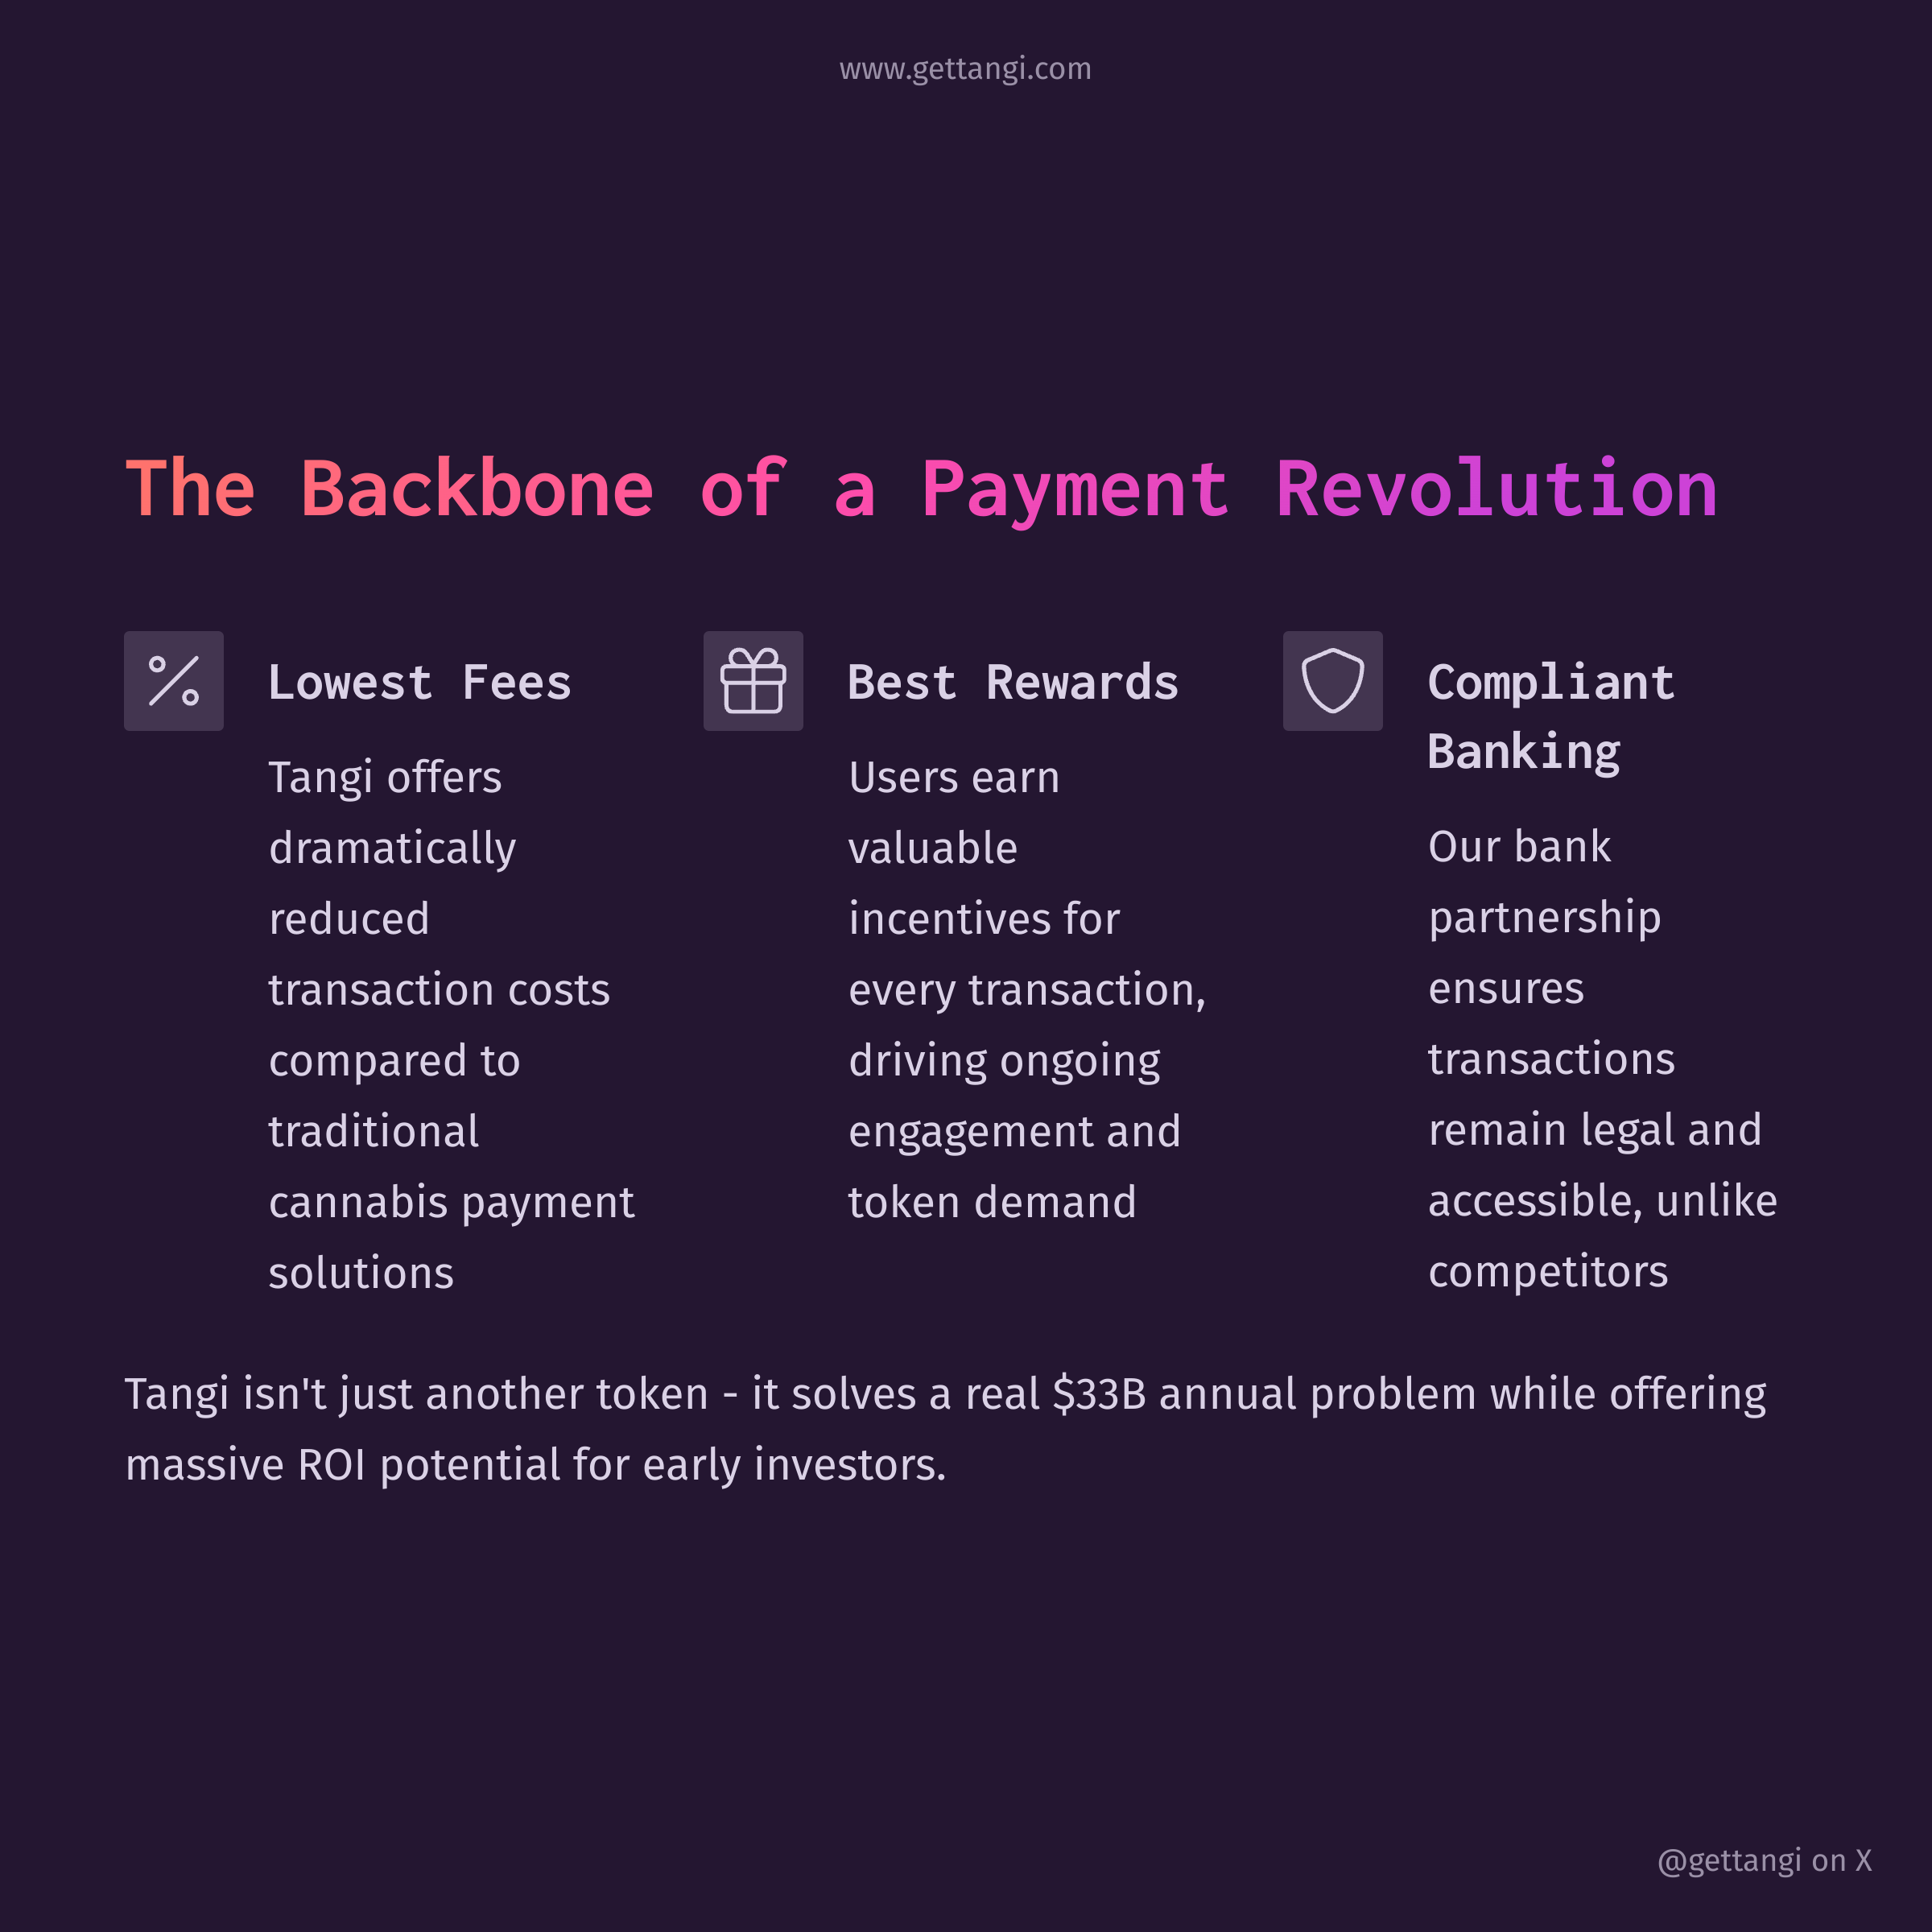 www.gettangi.com
The Backbone of a Payment Revolution
Lowest Fees
Tangi offers
dramatically
reduced
transaction costs
compared to
traditional
cannabis payment
solutions
Best Rewards
Users earn
valuable
incentives for
every transaction,
driving ongoing
engagement and
token demand
Compliant
Banking
Our bank
partnership
ensures
transactions
remain legal and
accessible, unlike
competitors
Tangi isn't just another token - it solves a real $33B annual problem while offering
massive ROI potential for early investors.
@gettangi on X